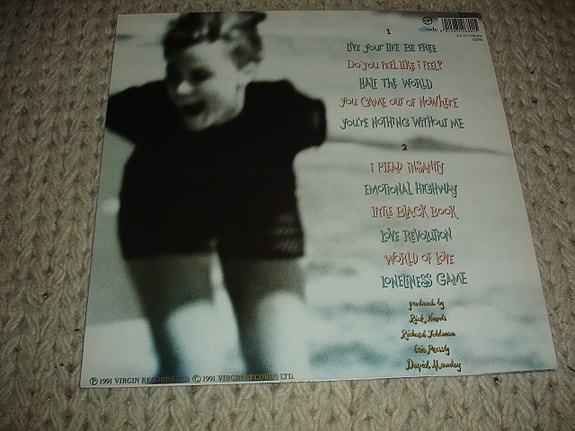 1
LIVE YOUR LIFE BE FREE
DO YOU FEEL LIKE I FEEL?
HALF THE WORLD
YOU CAME OUT OF NOWHERE
YOU'RE NOTHING WITHOUT ME
2
I PLEAD INSANITY
EMOTIONAL HIGHWAY
LITTLE BLACK BOOK
LOVE REVOLUTION
WORLD OF LOVE
LONELINESS GAME
produced by
Rick Nowels
Richard Feldman
Eric Pressly
David Munday
℗ 1991 VIRGIN RECORDS LTD. © 1991 VIRGIN RECORDS LTD.